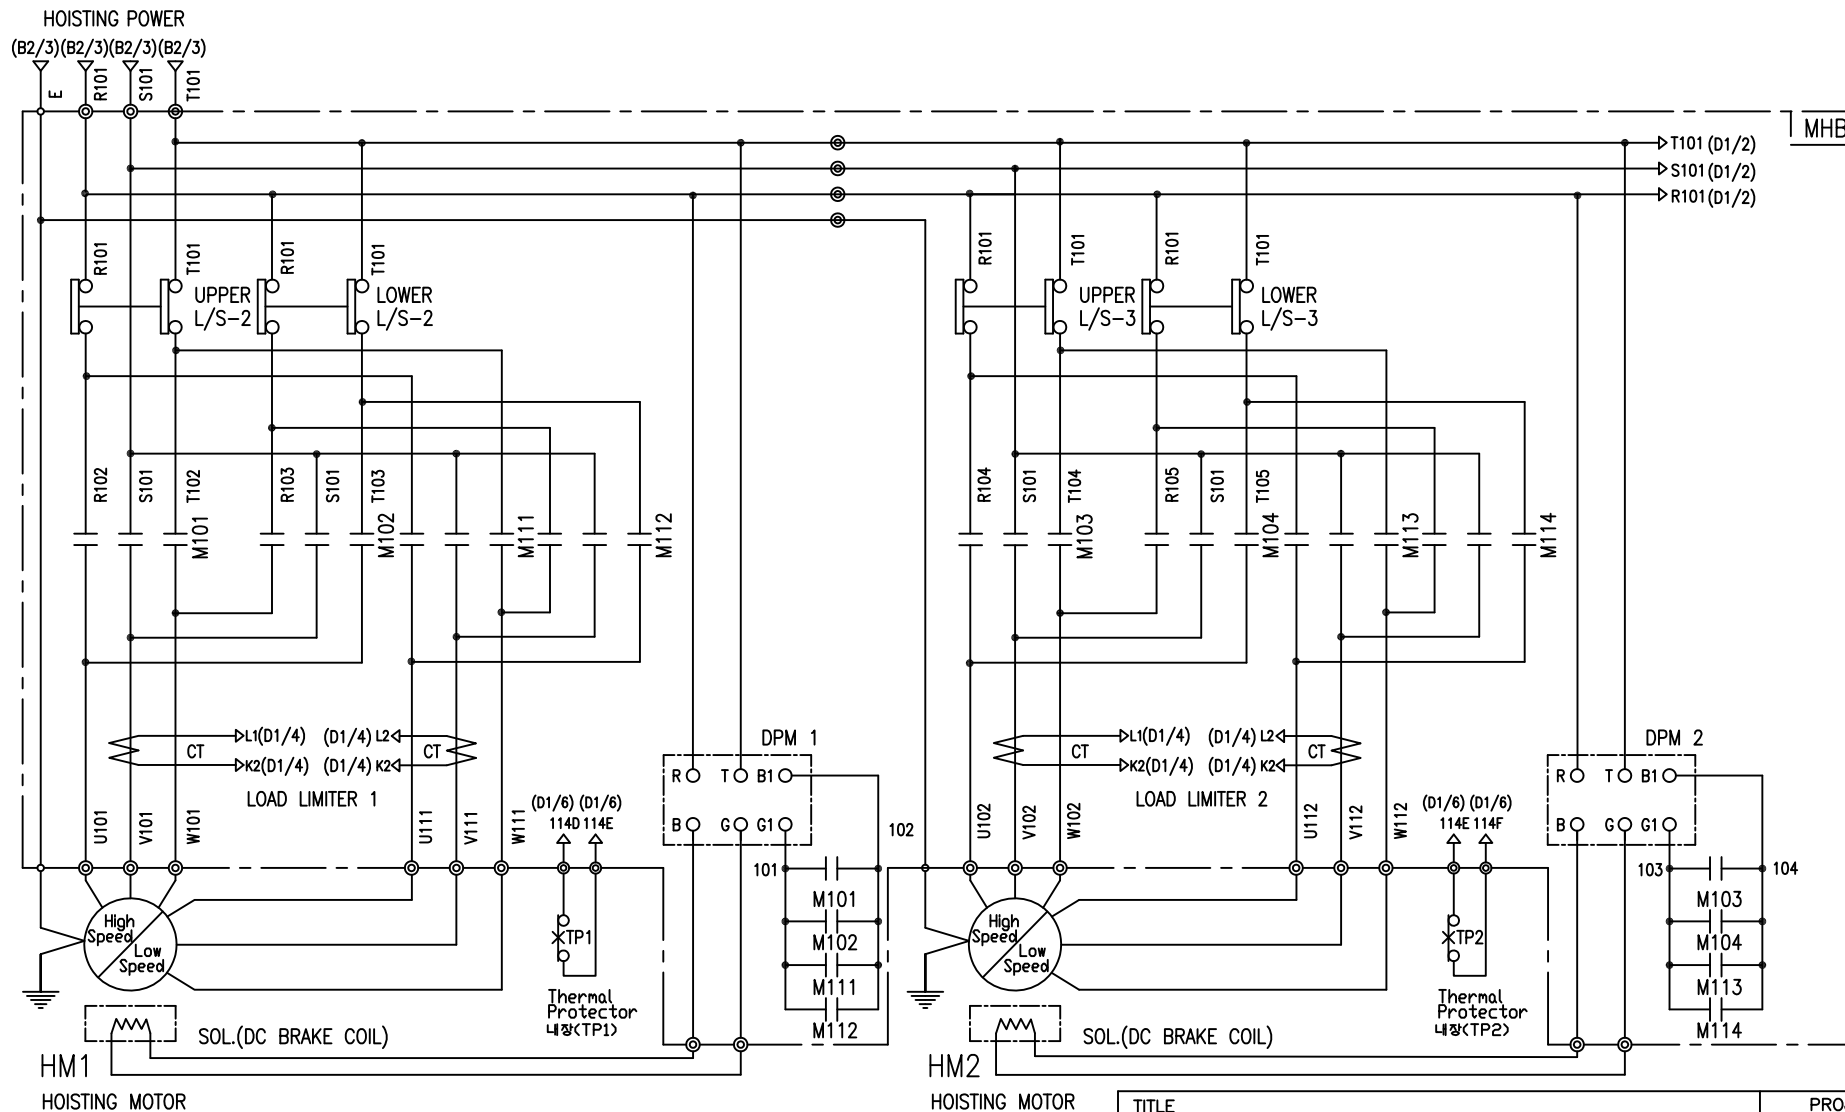 HOISTING POWER
(B2/3)(B2/3)(B2/3)(B2/3)
E
R101
S101
T101
MHB
T101 (D1/2)
S101 (D1/2)
R101 (D1/2)
R101
T101
R101
T101
R101
T101
R101
T101
UPPER
L/S-2
LOWER
L/S-2
UPPER
L/S-3
LOWER
L/S-3
R102
S101
T102
M101
R103
S101
T103
M102
M111
M112
R104
S101
T104
M103
R105
S101
T105
M104
M113
M114
CT
L1(D1/4)
(D1/4) L2
CT
K2(D1/4)
(D1/4) K2
LOAD LIMITER 1
CT
L1(D1/4)
(D1/4) L2
CT
K2(D1/4)
(D1/4) K2
LOAD LIMITER 2
DPM 1
R
T
B1
B
G
G1
DPM 2
R
T
B1
B
G
G1
U101
V101
W101
U111
V111
W111
(D1/6) (D1/6)
114D 114E
102
101
U102
V102
W102
U112
V112
W112
(D1/6) (D1/6)
114E 114F
103
104
M101
M102
M111
M112
M103
M104
M113
M114
High
Speed
Low
Speed
TP1
Thermal
Protector
내장(TP1)
High
Speed
Low
Speed
TP2
Thermal
Protector
내장(TP2)
SOL.(DC BRAKE COIL)
SOL.(DC BRAKE COIL)
HM1
HOISTING MOTOR
HM2
HOISTING MOTOR
TITLE
PRO